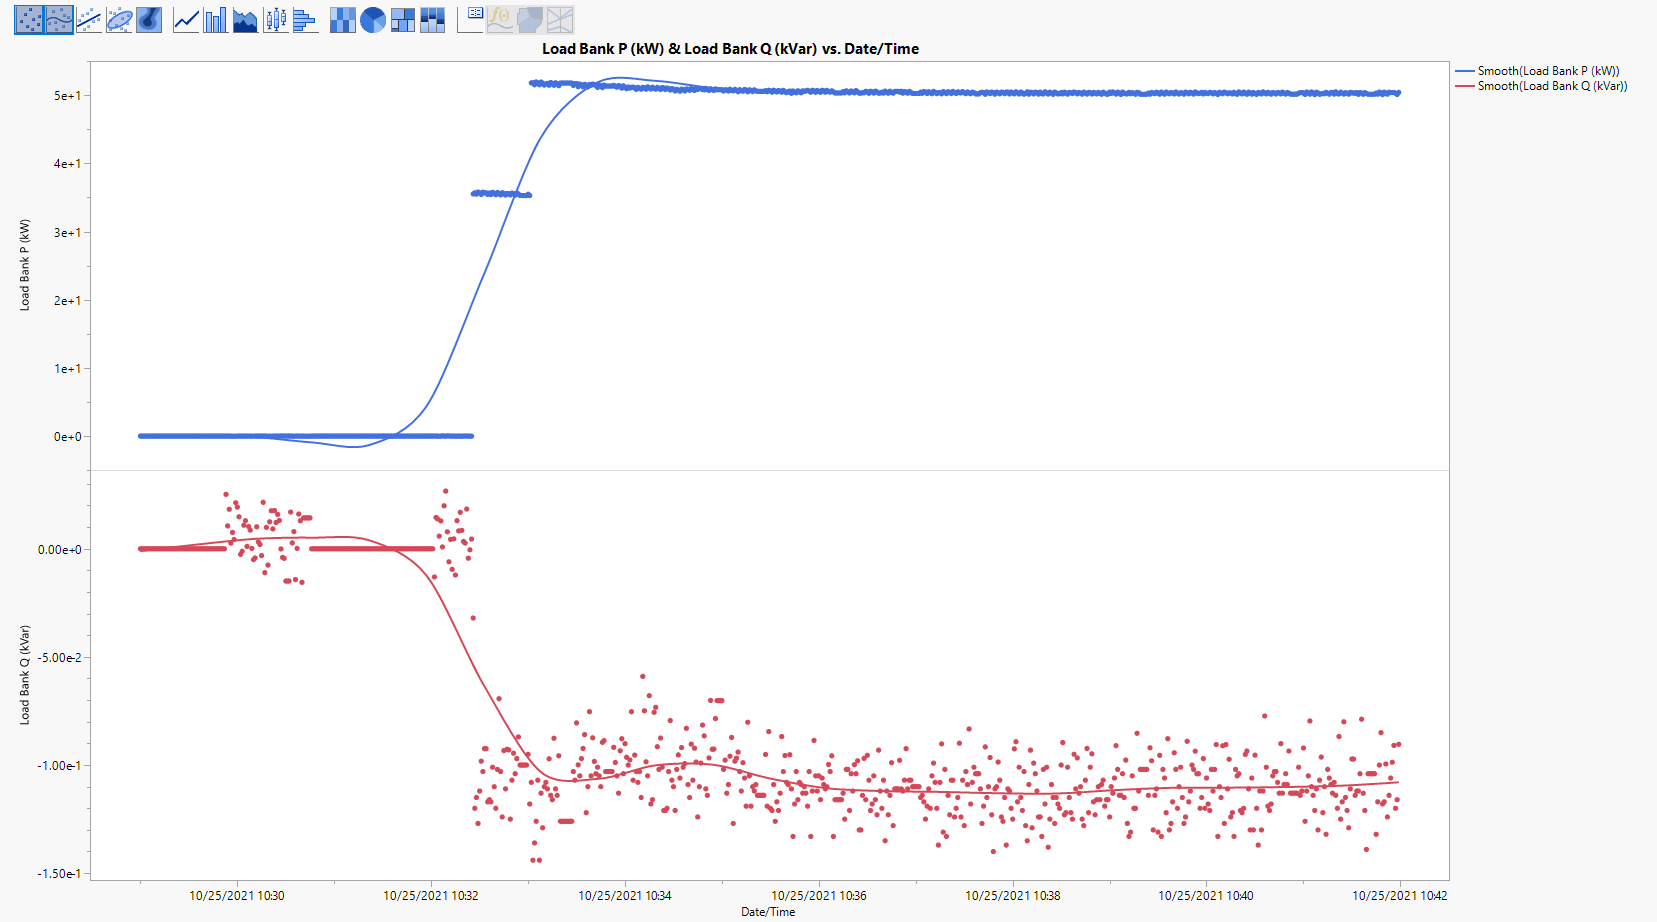 Load Bank P (kW) & Load Bank Q (kVar) vs. Date/Time
Smooth(Load Bank P (kW))
Smooth(Load Bank Q (kVar))
Load Bank P (kW)
5e+1
4e+1
3e+1
2e+1
1e+1
0e+0
Load Bank Q (kVar)
0.00e+0
-5.00e-2
-1.00e-1
-1.50e-1
10/25/2021 10:30
10/25/2021 10:32
10/25/2021 10:34
10/25/2021 10:36
10/25/2021 10:38
10/25/2021 10:40
10/25/2021 10:42
Date/Time